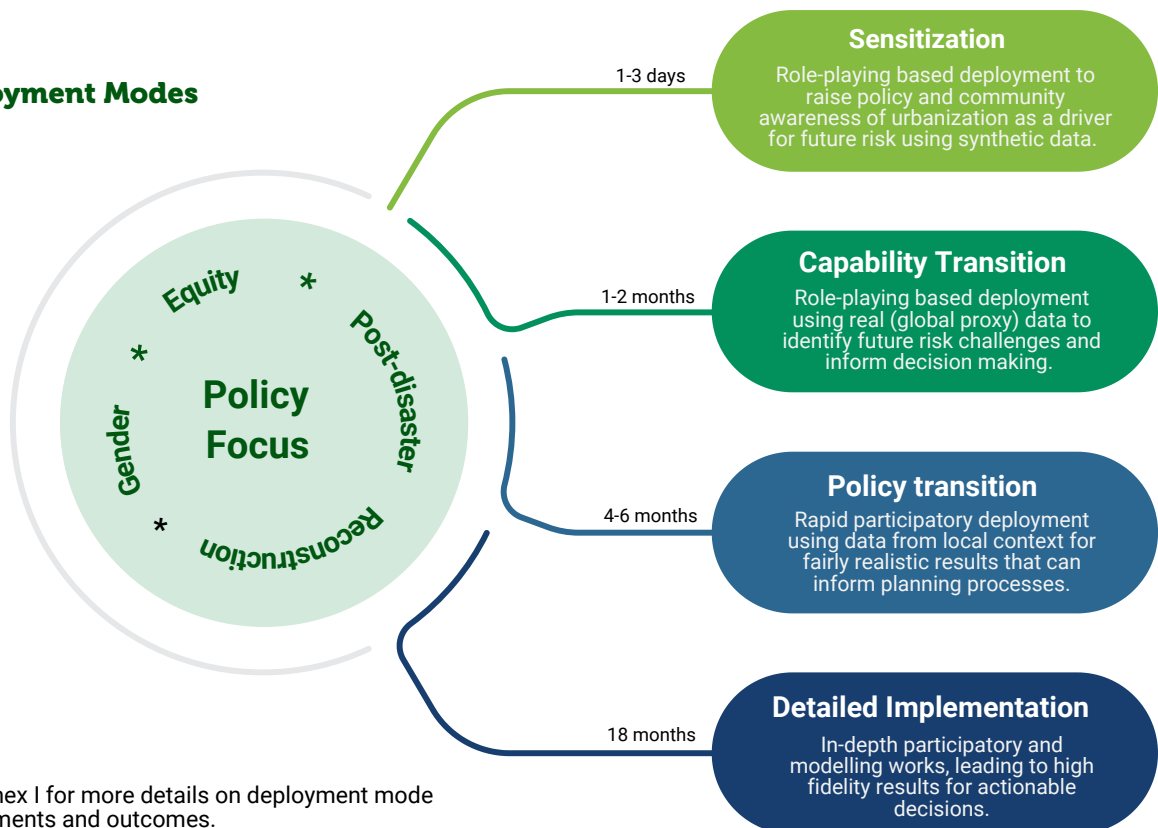 oyment Modes
1-3 days
Sensitization
Role-playing based deployment to
raise policy and community
awareness of urbanization as a driver
for future risk using synthetic data.
Equity
*
Post-disaster
*
Policy
Focus
Gender
*
Reconstruction
1-2 months
Capability Transition
Role-playing based deployment
using real (global proxy) data to
identify future risk challenges and
inform decision making.
4-6 months
Policy transition
Rapid participatory deployment
using data from local context for
fairly realistic results that can
inform planning processes.
18 months
Detailed Implementation
In-depth participatory and
modelling works, leading to high
fidelity results for actionable
decisions.
nex I for more details on deployment mode
ments and outcomes.